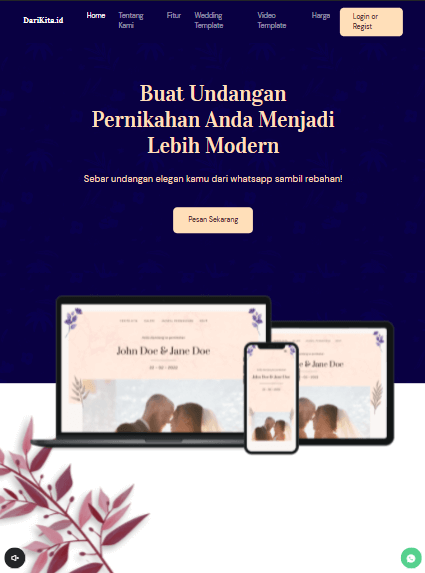 DariKita.id
Home
Tentang
Kami
Fitur
Wedding
Template
Video
Template
Harga
Login or
Regist
Buat Undangan
Pernikahan Anda Menjadi
Lebih Modern
Sebar undangan elegan kamu dari whatsapp sambil rebahan!
Pesan Sekarang
John Doe & Jane Doe
John Doe & Jane Doe
e & Jane Doe